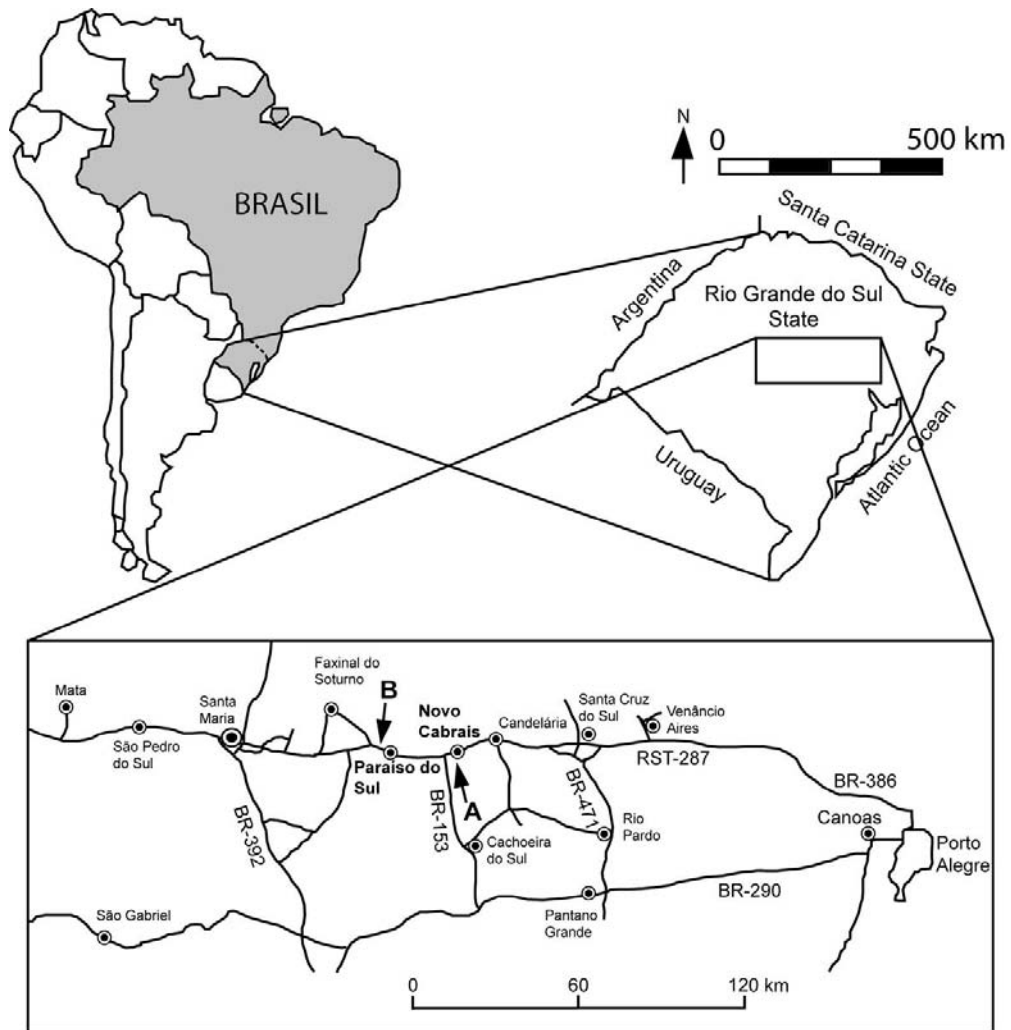 BRASIL
N
0 500 km
Santa Catarina State
Argentina
Rio Grande do Sul
State
Uruguay
Atlantic Ocean
Mata
São Pedro
do Sul
Santa
Maria
Faxinal do
Soturno
B
Paraiso do
Sul
Novo
Cabrais
A
Candelária
Santa Cruz
do Sul
Venâncio
Aires
RST-287
BR-386
BR-392
BR-153
BR-471
Cachoeira
do Sul
Rio
Pardo
Canoas
Porto
Alegre
São Gabriel
Pantano
Grande
BR-290
0 60 120 km